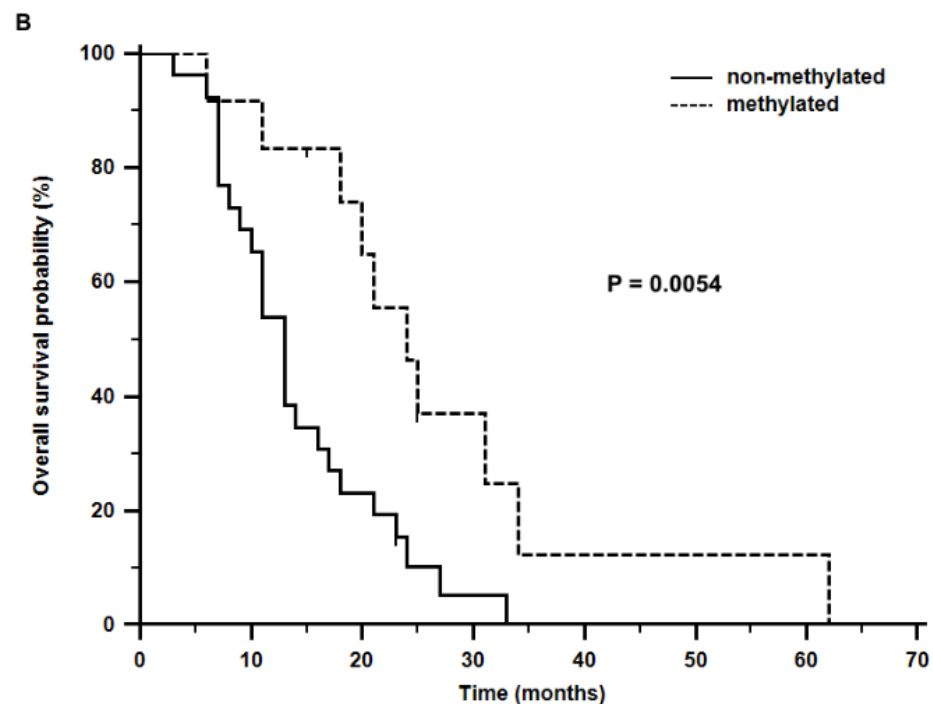 B
non-methylated
methylated
P = 0.0054
Overall survival probability (%)
100
80
60
40
20
0
0 10 20 30 40 50 60 70
Time (months)